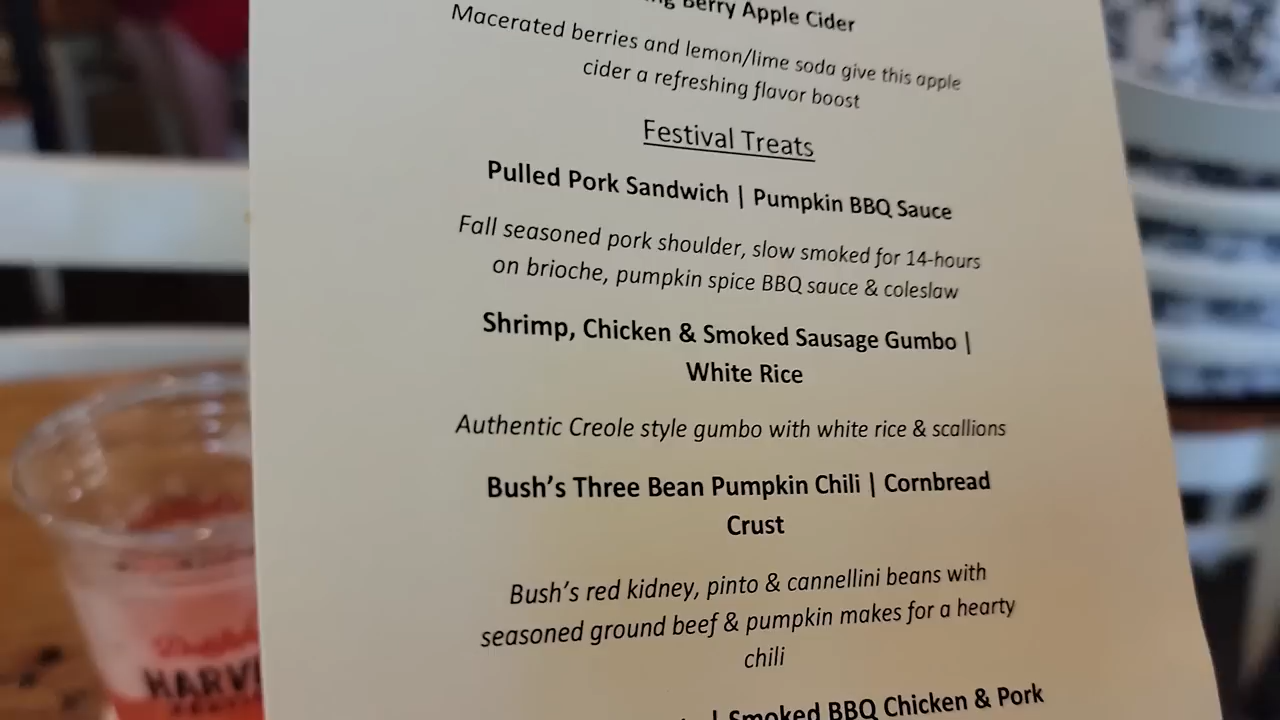 Berry Apple Cider
Macerated berries and lemon/lime soda give this apple
cider a refreshing flavor boost
Festival Treats
Pulled Pork Sandwich | Pumpkin BBQ Sauce
Fall seasoned pork shoulder, slow smoked for 14-hours
on brioche, pumpkin spice BBQ sauce & coleslaw
Shrimp, Chicken & Smoked Sausage Gumbo |
White Rice
Authentic Creole style gumbo with white rice & scallions
Bush's Three Bean Pumpkin Chili | Cornbread
Crust
Bush's red kidney, pinto & cannellini beans with
seasoned ground beef & pumpkin makes for a hearty
chili
| Smoked BBQ Chicken & Pork
HARV